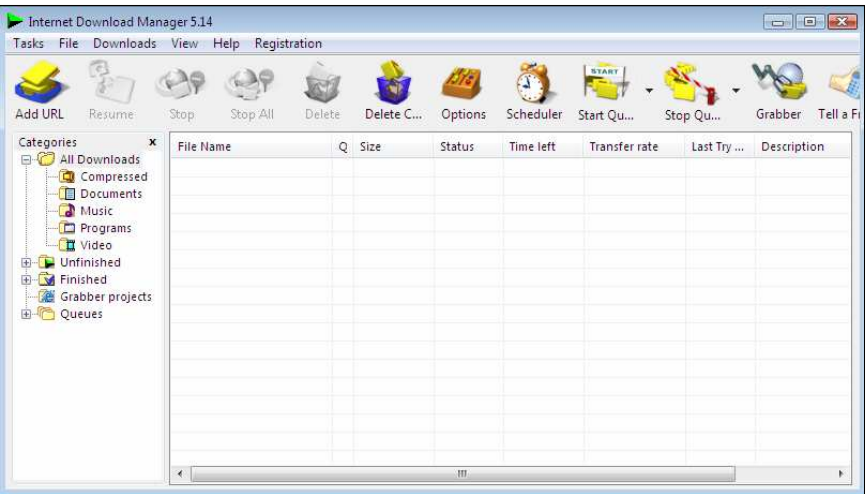 Internet Download Manager 5.14
Tasks File Downloads View Help Registration
START
Add URL Resume Stop Stop All Delete Delete C... Options Scheduler Start Qu... Stop Qu... Grabber Tell a Fr
Categories x
File Name Q Size Status Time left Transfer rate Last Try ... Description
All Downloads
Compressed
Documents
Music
Programs
Video
Unfinished
Finished
Grabber projects
Queues